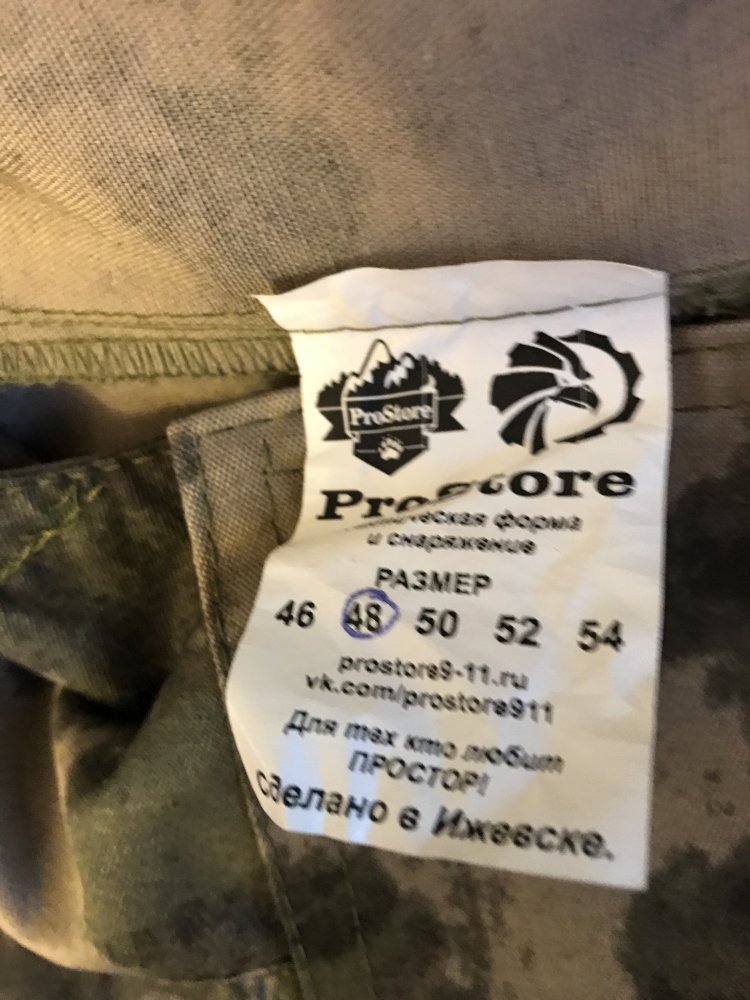 ProStore
ProStore
форма
и снаряжение
РАЗМЕР
46 48 50 52 54
prostore9-11.ru
vk.com/prostore911
Для тех кто любит
ПРОСТОР!
сделано в Ижевске.